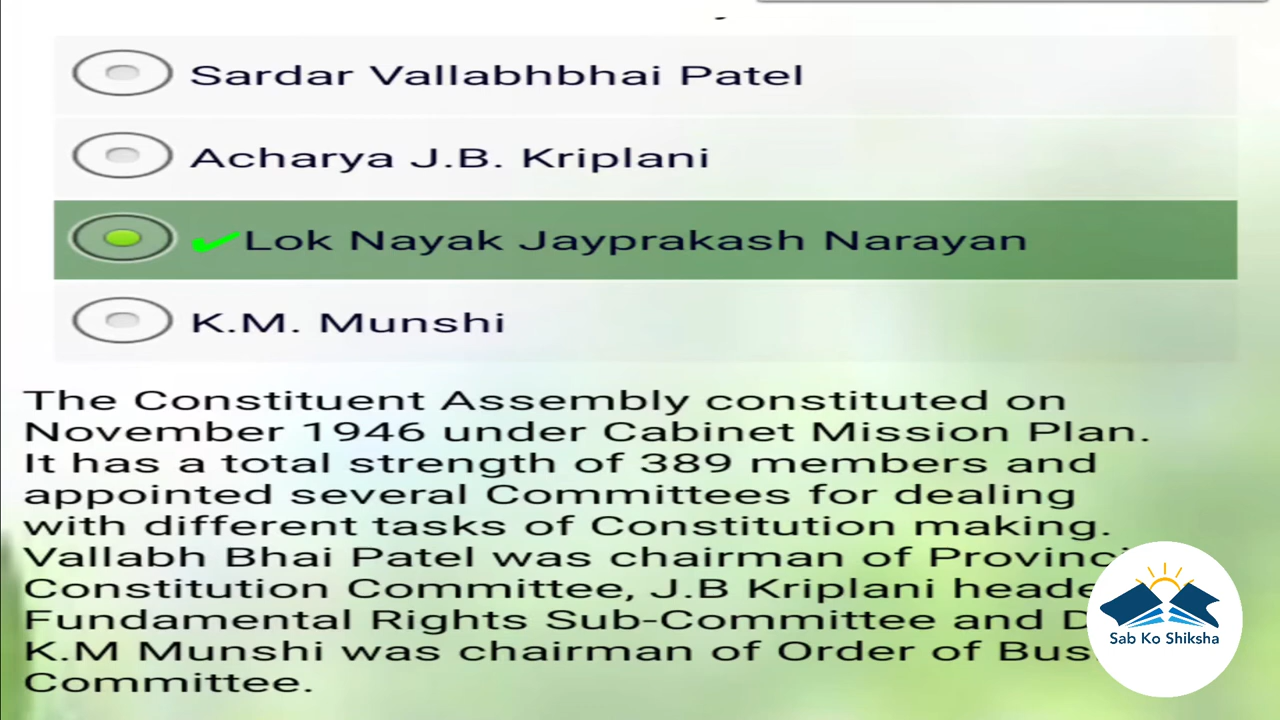 Sardar Vallabhbhai Patel
Acharya J.B. Kriplani
✔Lok Nayak Jayprakash Narayan
K.M. Munshi
The Constituent Assembly constituted on
November 1946 under Cabinet Mission Plan.
It has a total strength of 389 members and
appointed several Committees for dealing
with different tasks of Constitution making.
Vallabh Bhai Patel was chairman of
Constitution Committee, J.B Kriplani
Fundamental Rights Sub-Committee and
K.M Munshi was chairman of Order of
Committee.
Sab Ko Shiksha